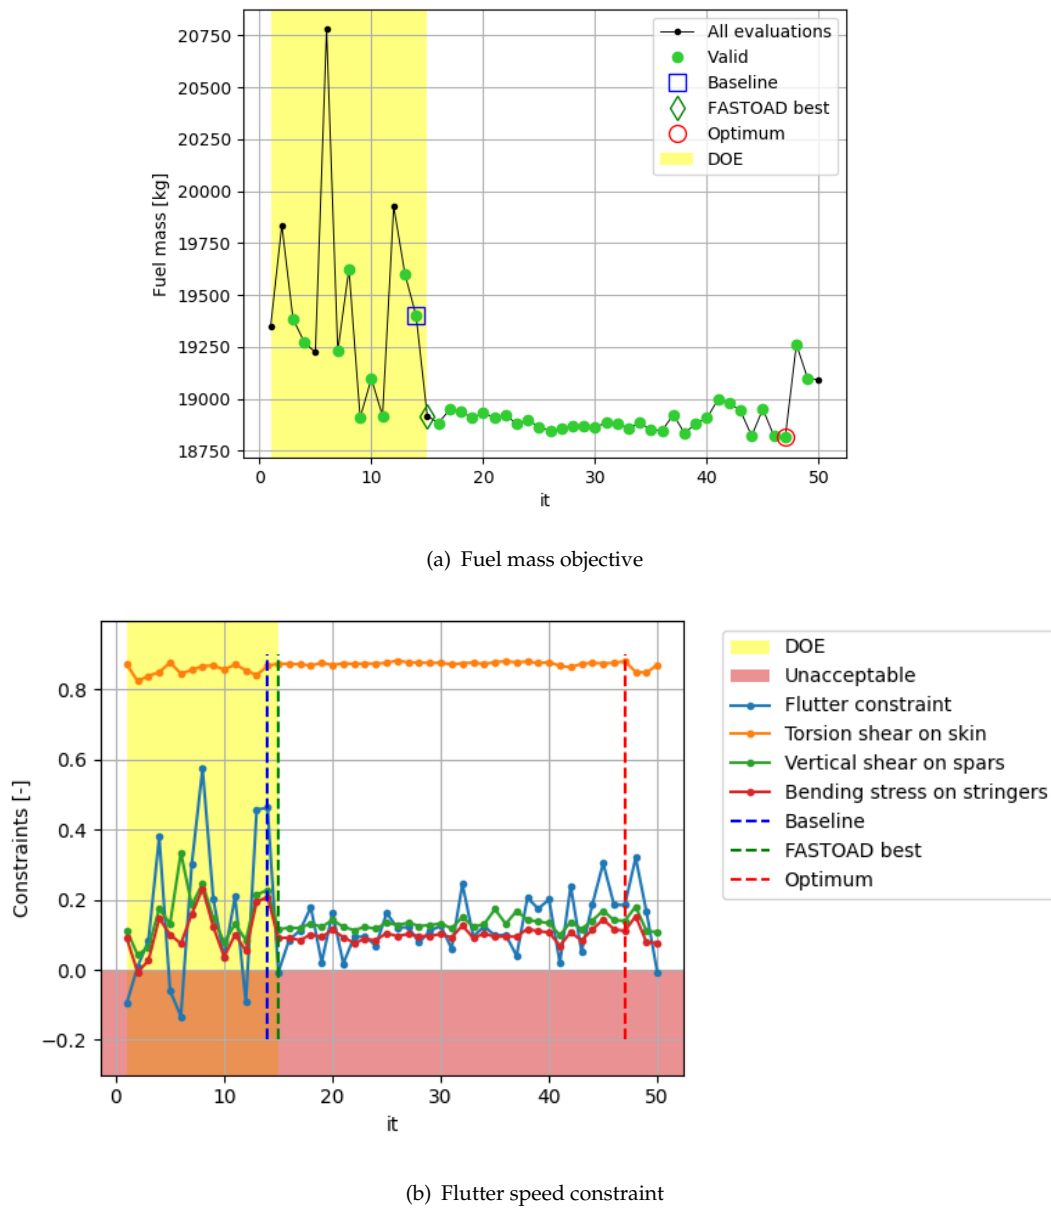 20750
20500
20250
20000
19750
19500
19250
19000
18750
Fuel mass [kg]
0 10 20 30 40 50
it
All evaluations
Valid
Baseline
FASTOAD best
Optimum
DOE
(a) Fuel mass objective
0.8
0.6
0.4
0.2
0.0
−0.2
Constraints [-]
0 10 20 30 40 50
it
DOE
Unacceptable
Flutter constraint
Torsion shear on skin
Vertical shear on spars
Bending stress on stringers
Baseline
FASTOAD best
Optimum
(b) Flutter speed constraint